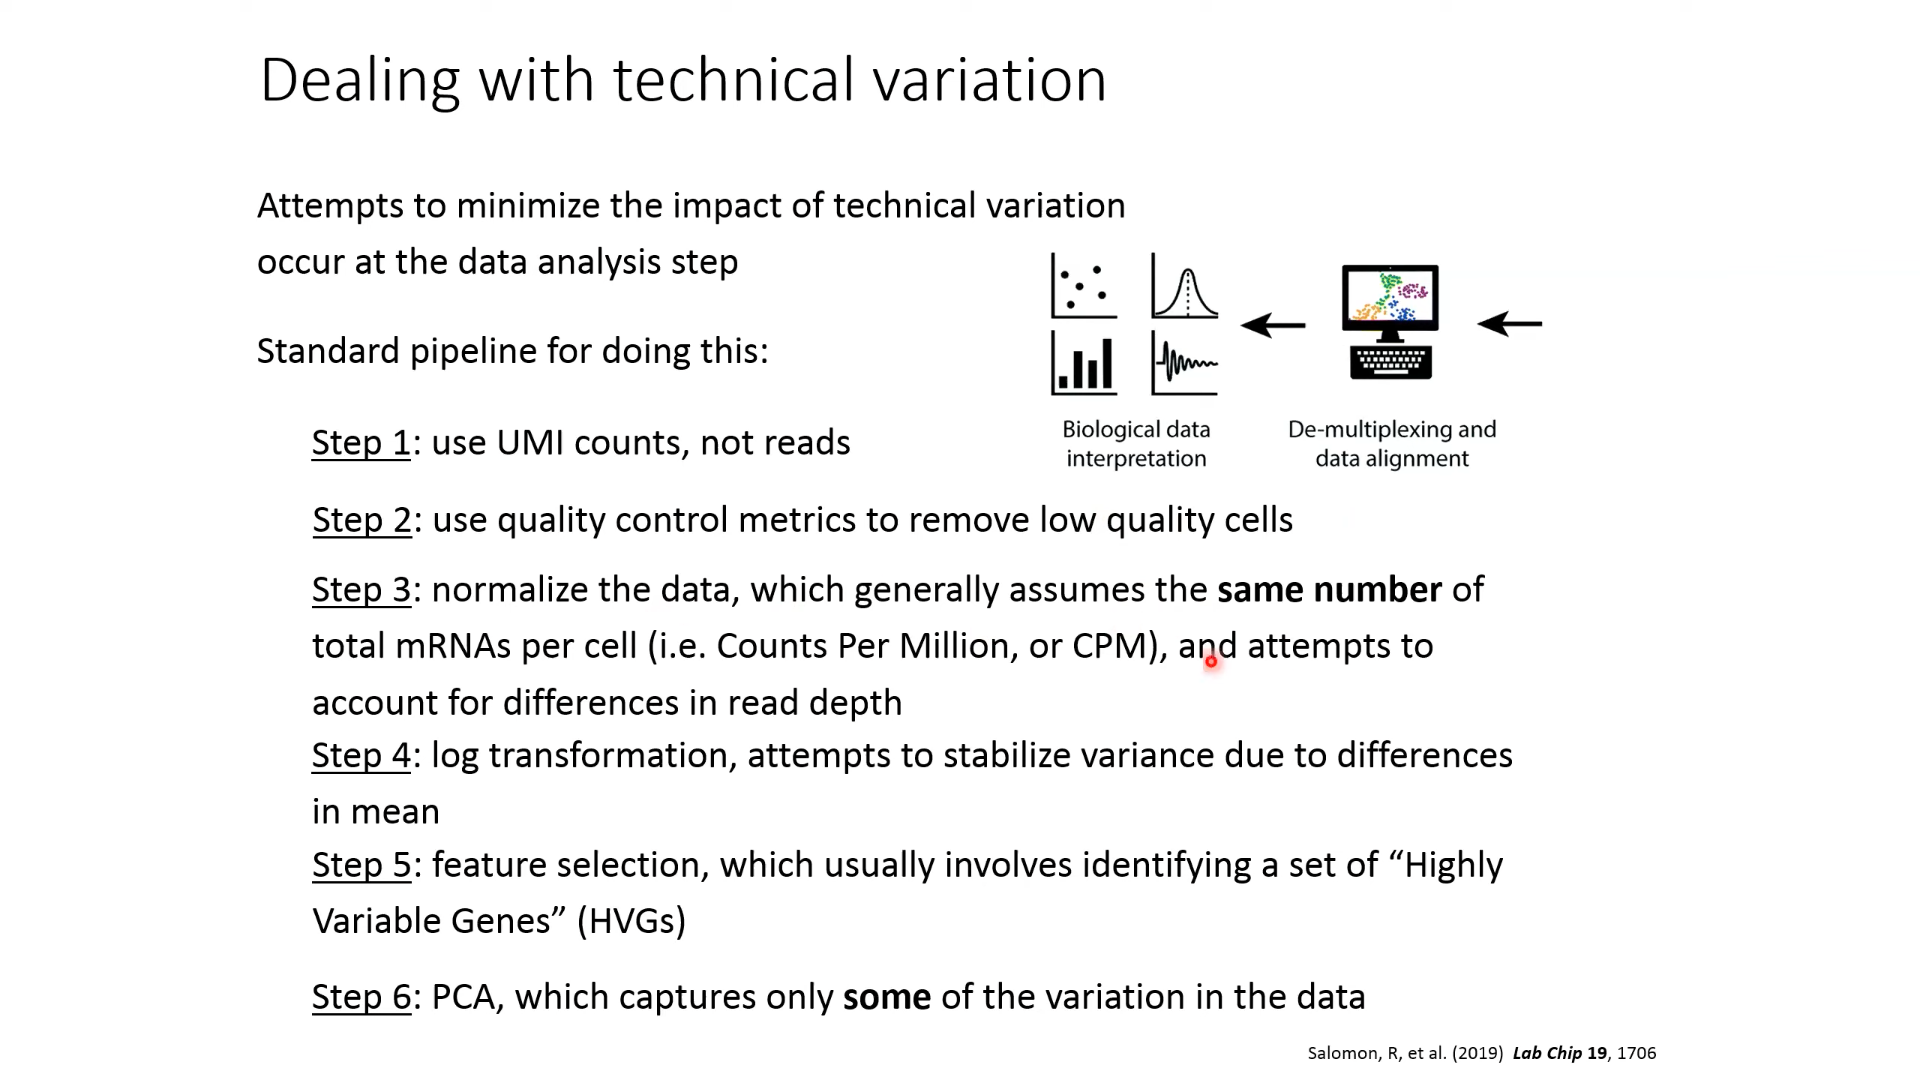 Dealing with technical variation
Attempts to minimize the impact of technical variation
occur at the data analysis step
Standard pipeline for doing this:
Biological data
interpretation
De-multiplexing and
data alignment
Step 1: use UMI counts, not reads
Step 2: use quality control metrics to remove low quality cells
Step 3: normalize the data, which generally assumes the same number of
total mRNAs per cell (i.e. Counts Per Million, or CPM), and attempts to
account for differences in read depth
Step 4: log transformation, attempts to stabilize variance due to differences
in mean
Step 5: feature selection, which usually involves identifying a set of “Highly
Variable Genes” (HVGs)
Step 6: PCA, which captures only some of the variation in the data
Salomon, R, et al. (2019) Lab Chip 19, 1706